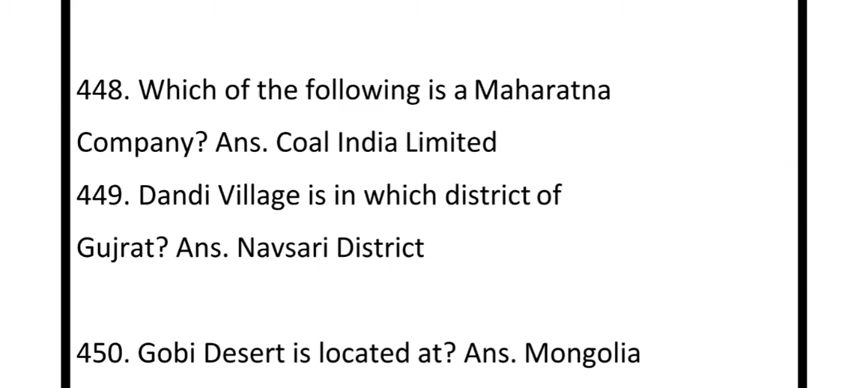 448. Which of the following is a Maharatna
Company? Ans. Coal India Limited
449. Dandi Village is in which district of
Gujrat? Ans. Navsari District
450. Gobi Desert is located at? Ans. Mongolia